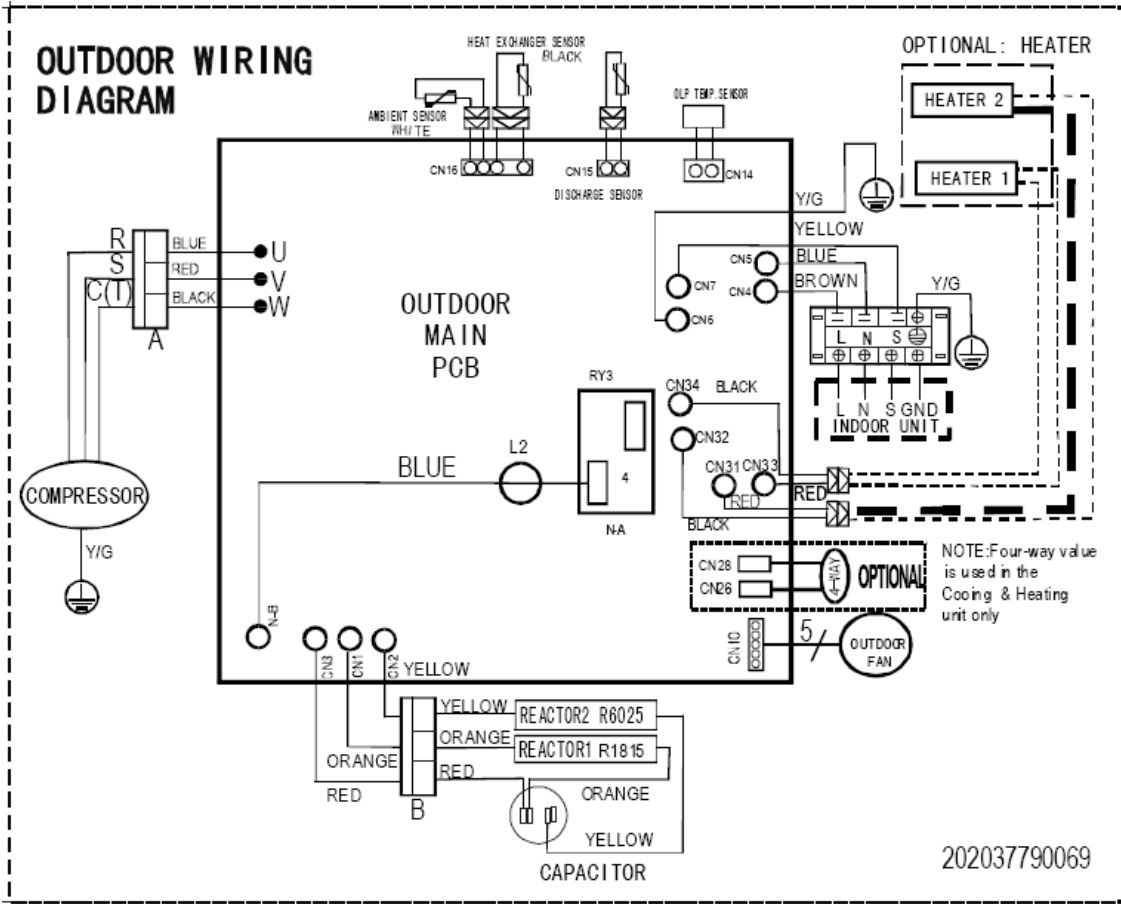 OUTDOOR WIRING
DIAGRAM
HEAT EXCHANGER SENSOR
BLACK
AMBIENT SENSOR
WHITE
CN16
CN15
DISCHARGE SENSOR
OLP TEMP.SENSOR
CN14
OPTIONAL: HEATER
HEATER 2
HEATER 1
Y/G
YELLOW
BLUE
BROWN
CN5
CN4
CN7
CN6
Y/G
L N S
L N S GND
INDOOR UNIT
R
S
C(T)
A
BLUE
RED
BLACK
U
V
W
OUTDOOR
MAIN
PCB
COMPRESSOR
Y/G
RY3
4
N-A
L2
BLUE
N-B
CN34
BLACK
CN32
CN31
CN33
RED
RED
BLACK
CN28
CN26
4-WAY
OPTIONAL
NOTE:Four-way value
is used in the
Cooing & Heating
unit only
CN10
5
OUTDOOR
FAN
CN3
CN1
CN2
YELLOW
YELLOW
REACTOR2 R6025
ORANGE
REACTOR1 R1815
ORANGE
RED
RED
B
ORANGE
YELLOW
CAPACITOR
202037790069